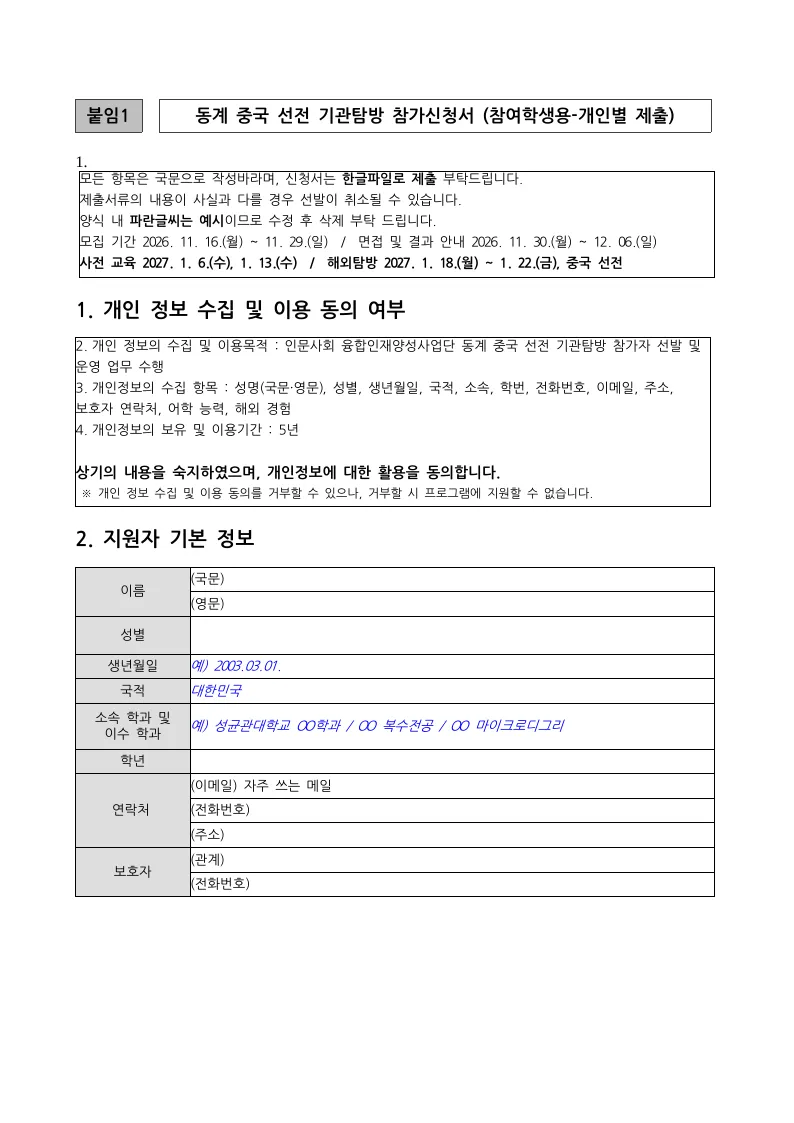 붙임1
동계 중국 선전 기관탐방 참가신청서 (참여학생용-개인별 제출)
1.
모든 항목은 국문으로 작성바라며, 신청서는 한글파일로 제출 부탁드립니다.
제출서류의 내용이 사실과 다를 경우 선발이 취소될 수 있습니다.
양식 내 파란글씨는 예시이므로 수정 후 삭제 부탁 드립니다.
모집 기간 2026. 11. 16.(월) ~ 11. 29.(일) / 면접 및 결과 안내 2026. 11. 30.(월) ~ 12. 06.(일)
사전 교육 2027. 1. 6.(수), 1. 13.(수) / 해외탐방 2027. 1. 18.(월) ~ 1. 22.(금), 중국 선전
1. 개인 정보 수집 및 이용 동의 여부
2. 개인 정보의 수집 및 이용목적 : 인문사회 융합인재양성사업단 동계 중국 선전 기관탐방 참가자 선발 및
운영 업무 수행
3. 개인정보의 수집 항목 : 성명(국문·영문), 성별, 생년월일, 국적, 소속, 학번, 전화번호, 이메일, 주소,
보호자 연락처, 어학 능력, 해외 경험
4. 개인정보의 보유 및 이용기간 : 5년
상기의 내용을 숙지하였으며, 개인정보에 대한 활용을 동의합니다.
※ 개인 정보 수집 및 이용 동의를 거부할 수 있으나, 거부할 시 프로그램에 지원할 수 없습니다.
2. 지원자 기본 정보
이름
(국문)
(영문)
성별
생년월일
예) 2003.03.01.
국적
대한민국
소속 학과 및
이수 학과
예) 성균관대학교 OO학과 / OO 복수전공 / OO 마이크로디그리
학년
연락처
(이메일) 자주 쓰는 메일
(전화번호)
(주소)
보호자
(관계)
(전화번호)